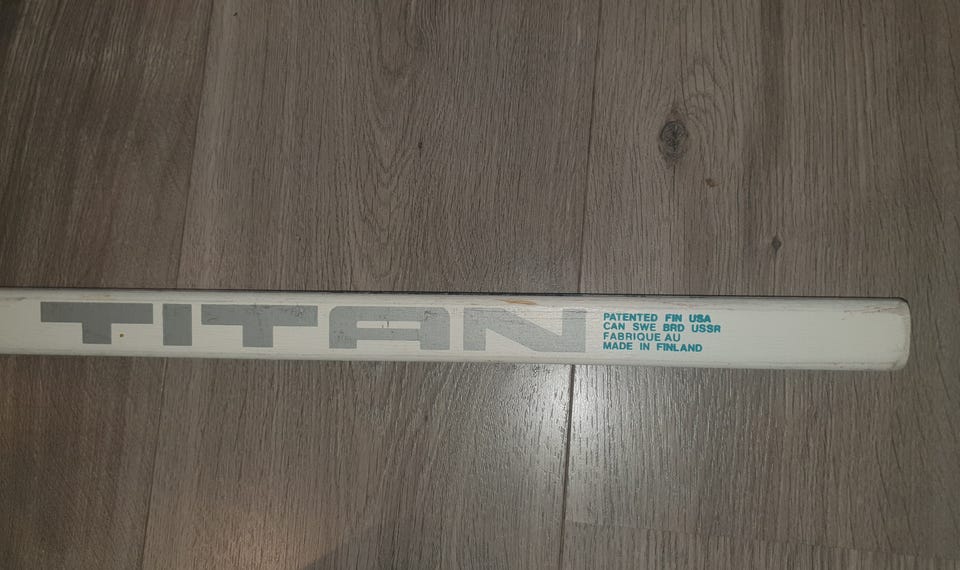 TITAN
PATENTED FIN USA
CAN SWE BRD USSR
FABRIQUE AU
MADE IN FINLAND